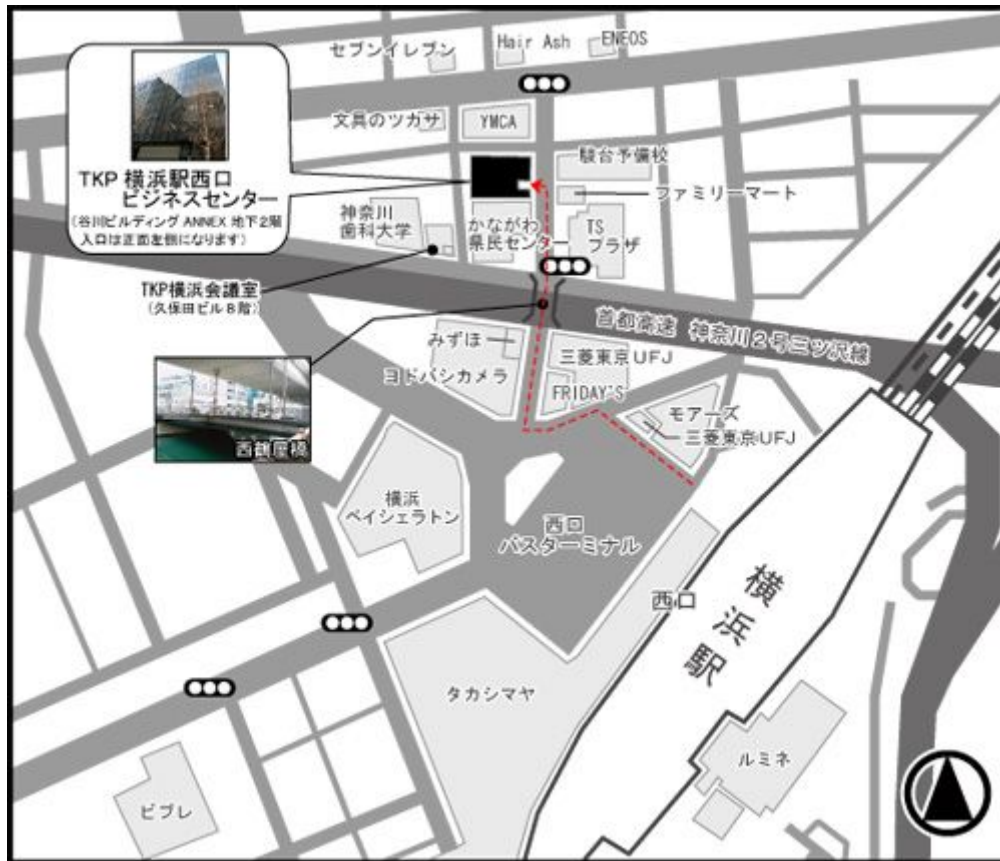 セブンイレブン
Hair Ash
ENEOS
文具のツカサ
YMCA
駿台予備校
ファミリーマート
TKP 横浜駅西口
ビジネスセンター
(谷川ビルディング ANNEX 地下2階
入口は正面左側になります)
神奈川
歯科大学
かながわ
県民センター
TS
プラザ
TKP横浜会議室
(久保田ビル8階)
首都高速 神奈川2号三ツ沢線
みずほ
ヨドバシカメラ
三菱東京UFJ
FRIDAY'S
モアーズ
三菱東京UFJ
西鶴屋橋
横浜
ベイシェラトン
西口
バスターミナル
西口
横浜駅
タカシマヤ
ルミネ
ビブレ